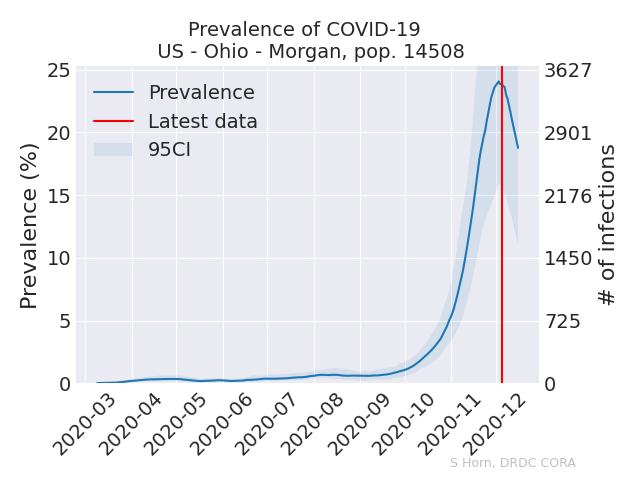 Prevalence of COVID-19
US - Ohio - Morgan, pop. 14508
Prevalence
Latest data
95CI
Prevalence (%)
25
20
15
10
5
0
3627
2901
2176
1450
725
0
# of infections
2020-03
2020-04
2020-05
2020-06
2020-07
2020-08
2020-09
2020-10
2020-11
2020-12
S Horn, DRDC CORA